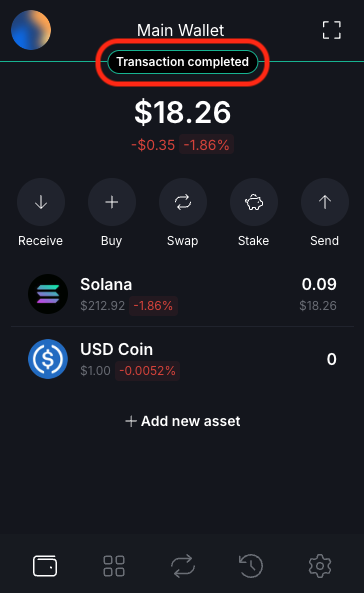 Main Wallet
Transaction completed
$18.26
-$0.35 -1.86%
Receive Buy Swap Stake Send
Solana 0.09
$212.92 -1.86% $18.26
USD Coin 0
$1.00 -0.0052%
+ Add new asset